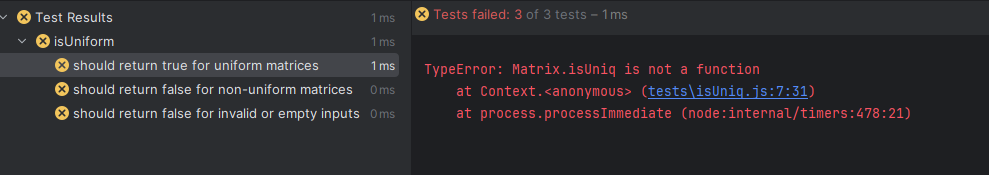 Test Results 1 ms
isUniform 1 ms
should return true for uniform matrices 1 ms
should return false for non-uniform matrices 0 ms
should return false for invalid or empty inputs 0 ms
Tests failed: 3 of 3 tests – 1 ms
TypeError: Matrix.isUniq is not a function
at Context.<anonymous> (tests\isUniq.js:7:31)
at process.processImmediate (node:internal/timers:478:21)